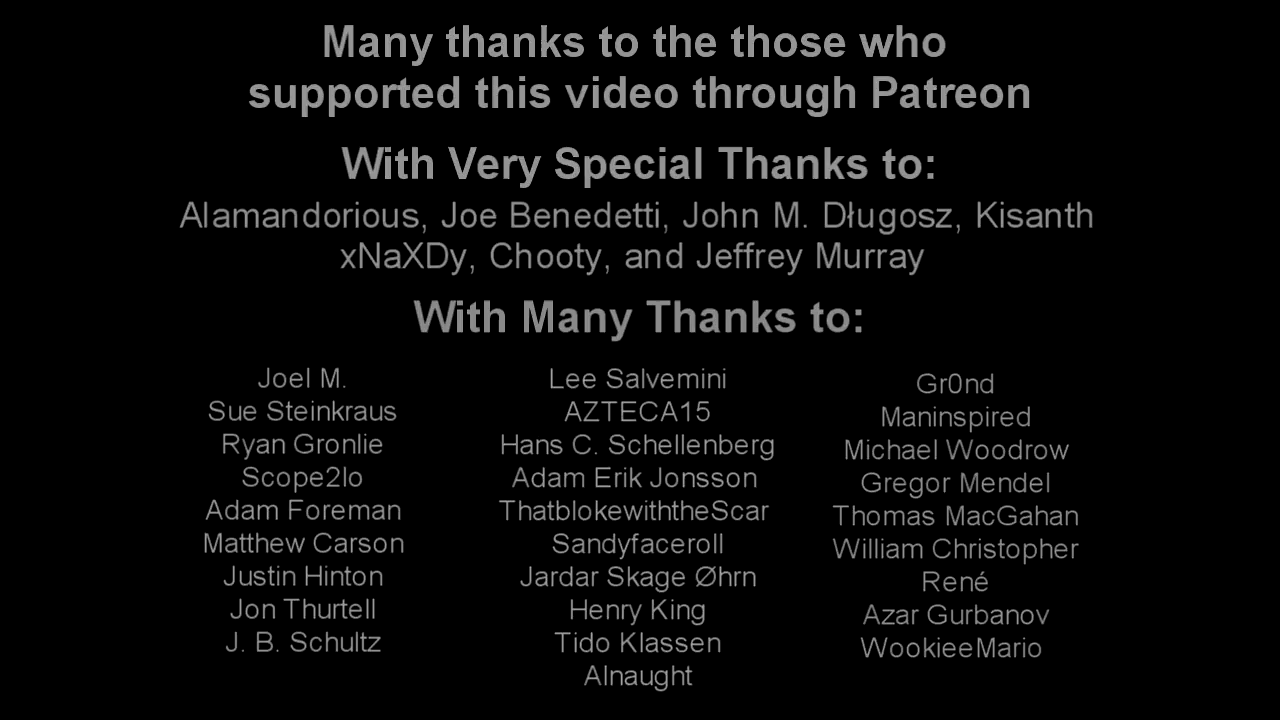 Many thanks to the those who
supported this video through Patreon
With Very Special Thanks to:
Alamandorious, Joe Benedetti, John M. Długosz, Kisanth
xNaXDy, Chooty, and Jeffrey Murray
With Many Thanks to:
Joel M.
Sue Steinkraus
Ryan Gronlie
Scope2lo
Adam Foreman
Matthew Carson
Justin Hinton
Jon Thurtell
J. B. Schultz
Lee Salvemini
AZTECA15
Hans C. Schellenberg
Adam Erik Jonsson
ThatblokewiththeScar
Sandyfaceroll
Jardar Skage Øhrn
Henry King
Tido Klassen
Alnaught
Gr0nd
Maninspired
Michael Woodrow
Gregor Mendel
Thomas MacGahan
William Christopher
René
Azar Gurbanov
WookieeMario